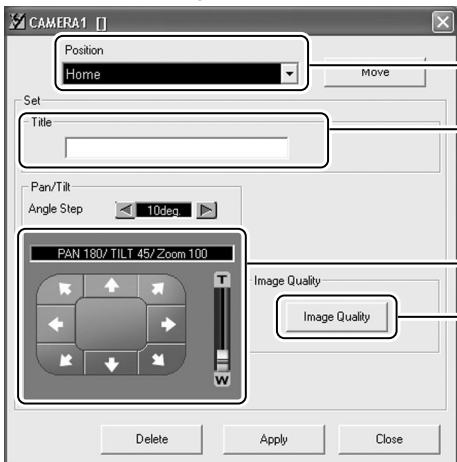 CAMERA1 []
Position
Home
Move
Set
Title
Pan/Tilt
Angle Step
10deg.
PAN 180/ TILT 45/ Zoom 100
T
Image Quality
Image Quality
W
Delete
Apply
Close